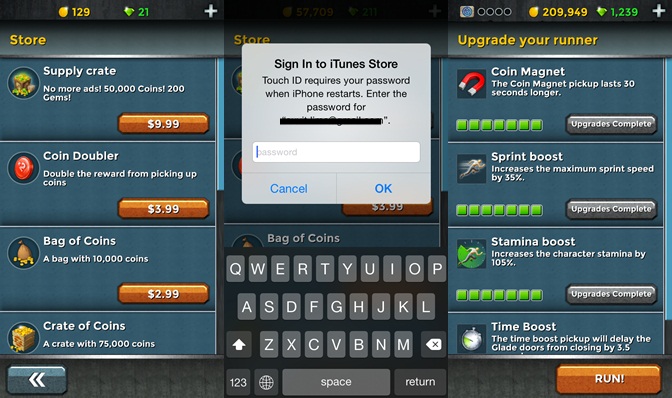 129 21 +
Store
Supply crate
No more ads! 50,000 Coins! 200
Gems!
$9.99
Coin Doubler
Double the reward from picking up
coins
$3.99
Bag of Coins
A bag with 10,000 coins
$2.99
Crate of Coins
A crate with 75,000 coins
57,709 211 +
Store
Sign In to iTunes Store
Touch ID requires your password
when iPhone restarts. Enter the
password for
”.
password
Cancel OK
$3.99
Bag of Coins
Q W E R T Y U I O P
A S D F G H J K L
Z X C V B N M
123 space return
209,949 1,239 +
Upgrade your runner
Coin Magnet
The Coin Magnet pickup lasts 30
seconds longer.
Upgrades Complete
Sprint boost
Increases the maximum sprint speed
by 35%.
Upgrades Complete
Stamina boost
Increases the character stamina by
105%.
Upgrades Complete
Time Boost
The time boost pickup will delay the
Glade doors from closing by 3.5
RUN!